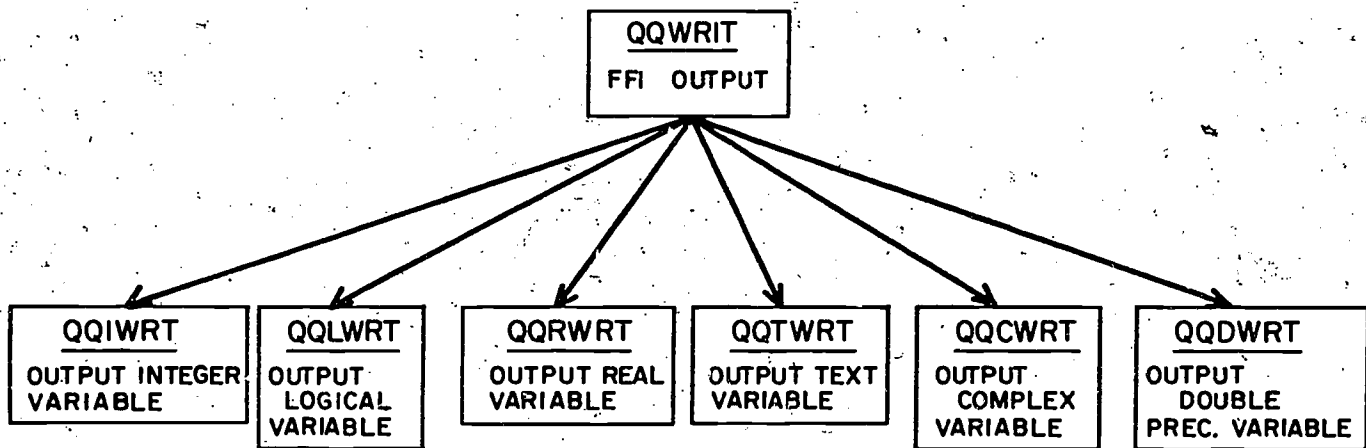 QQWRIT
FFI OUTPUT
QQIWRT
OUTPUT INTEGER
VARIABLE
QQLWRT
OUTPUT
LOGICAL
VARIABLE
QQRWRT
OUTPUT REAL
VARIABLE
QQTWRT
OUTPUT TEXT
VARIABLE
QQCWRT
OUTPUT
COMPLEX
VARIABLE
QQDWRT
OUTPUT
DOUBLE
PREC. VARIABLE